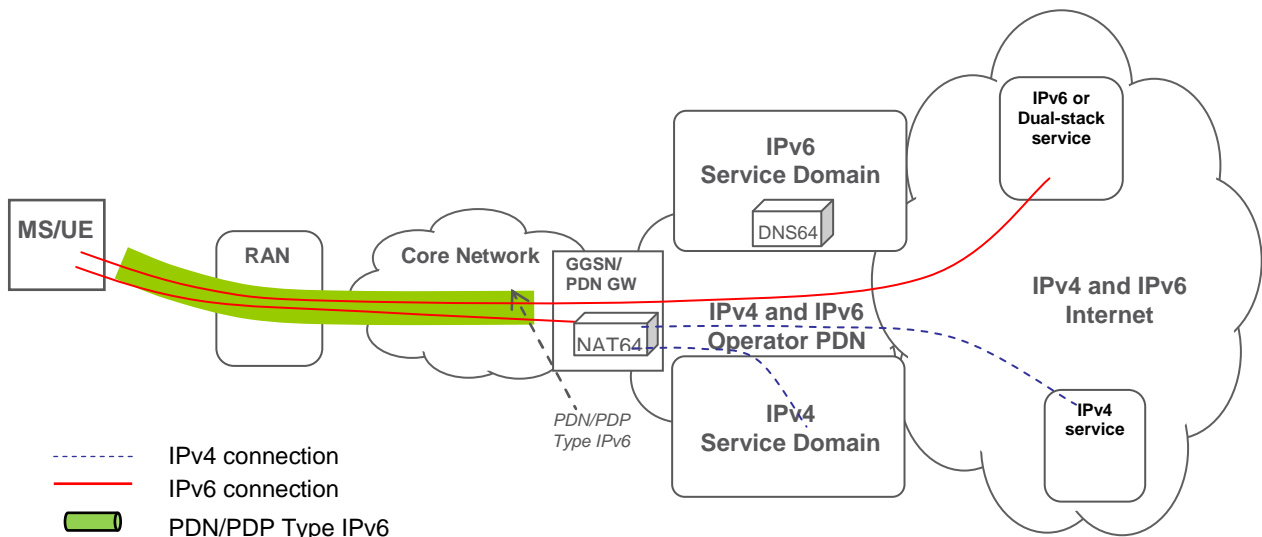 MS/UE
RAN
Core Network
GGSN/
PDN GW
NAT64
PDN/PDP
Type IPv6
IPv6
Service Domain
DNS64
IPv4 and IPv6
Operator PDN
IPv4
Service Domain
IPv6 or
Dual-stack
service
IPv4 and IPv6
Internet
IPv4
service
IPv4 connection
IPv6 connection
PDN/PDP Type IPv6